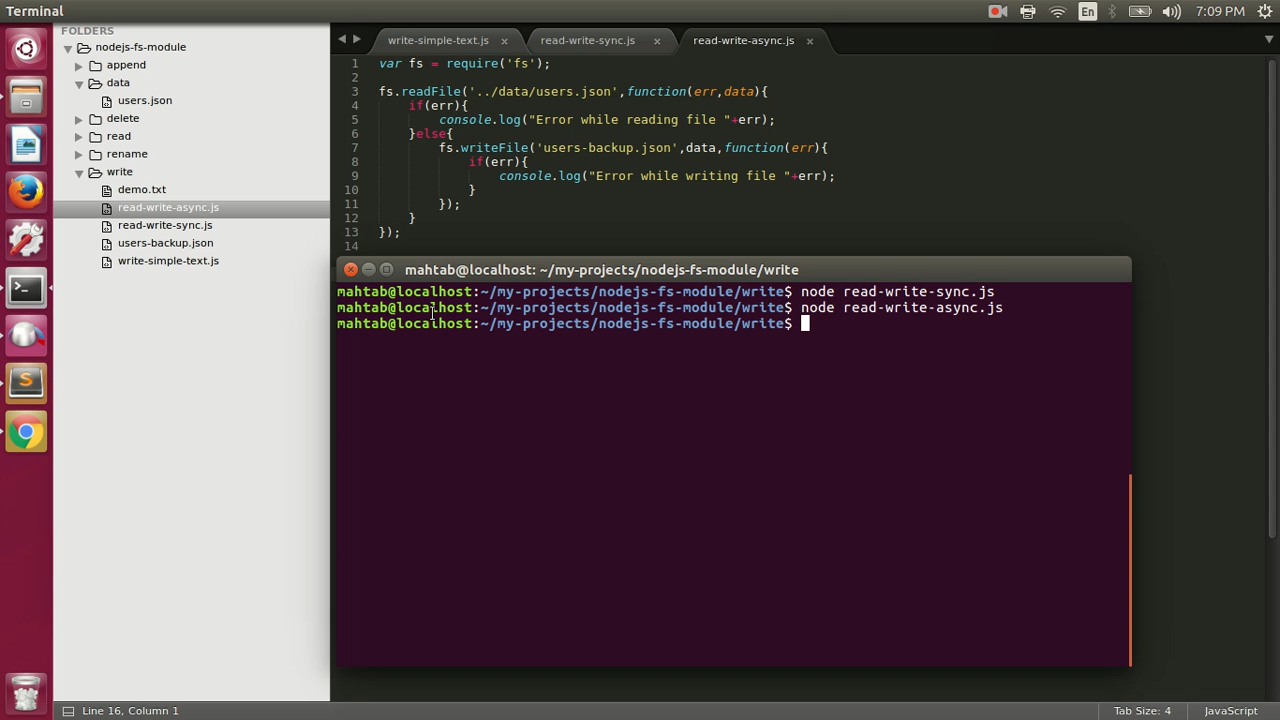 Terminal
En
7:09 PM
FOLDERS
nodejs-fs-module
append
data
users.json
delete
read
rename
write
demo.txt
read-write-async.js
read-write-sync.js
users-backup.json
write-simple-text.js
write-simple-text.js × read-write-sync.js × read-write-async.js ×
1 var fs = require('fs');
2
3 fs.readFile('../data/users.json',function(err,data){
4 if(err){
5 console.log("Error while reading file "+err);
6 }else{
7 fs.writeFile('users-backup.json',data,function(err){
8 if(err){
9 console.log("Error while writing file "+err);
10 }
11 });
12 }
13 });
14
mahtab@localhost: ~/my-projects/nodejs-fs-module/write
mahtab@localhost:~/my-projects/nodejs-fs-module/write$ node read-write-sync.js
mahtab@localhost:~/my-projects/nodejs-fs-module/write$ node read-write-async.js
mahtab@localhost:~/my-projects/nodejs-fs-module/write$
Line 16, Column 1
Tab Size: 4
JavaScript